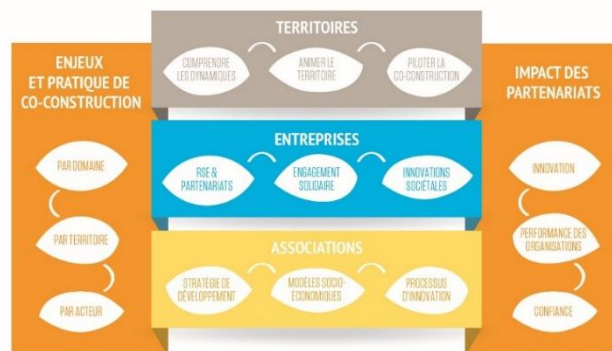 ENJEUX
ET PRATIQUE DE
CO-CONSTRUCTION
PAR DOMAINE
PAR TERRITOIRE
PAR ACTEUR
TERRITOIRES
COMPRENDRE
LES DYNAMIQUES
ANIMER LE
TERRITOIRE
PILOTER LA
CO-CONSTRUCTION
ENTREPRISES
RSE &
PARTENARIATS
ENGAGEMENT
SOLIDAIRE
INNOVATIONS
SOCIÉTALES
ASSOCIATIONS
STRATÉGIE DE
DÉVELOPPEMENT
MODÈLES SOCIO-
ECONOMIQUES
PROCESSUS
D'INNOVATION
IMPACT DES
PARTENARIATS
INNOVATION
PERFORMANCE DES
ORGANISATIONS
CONFIANCE